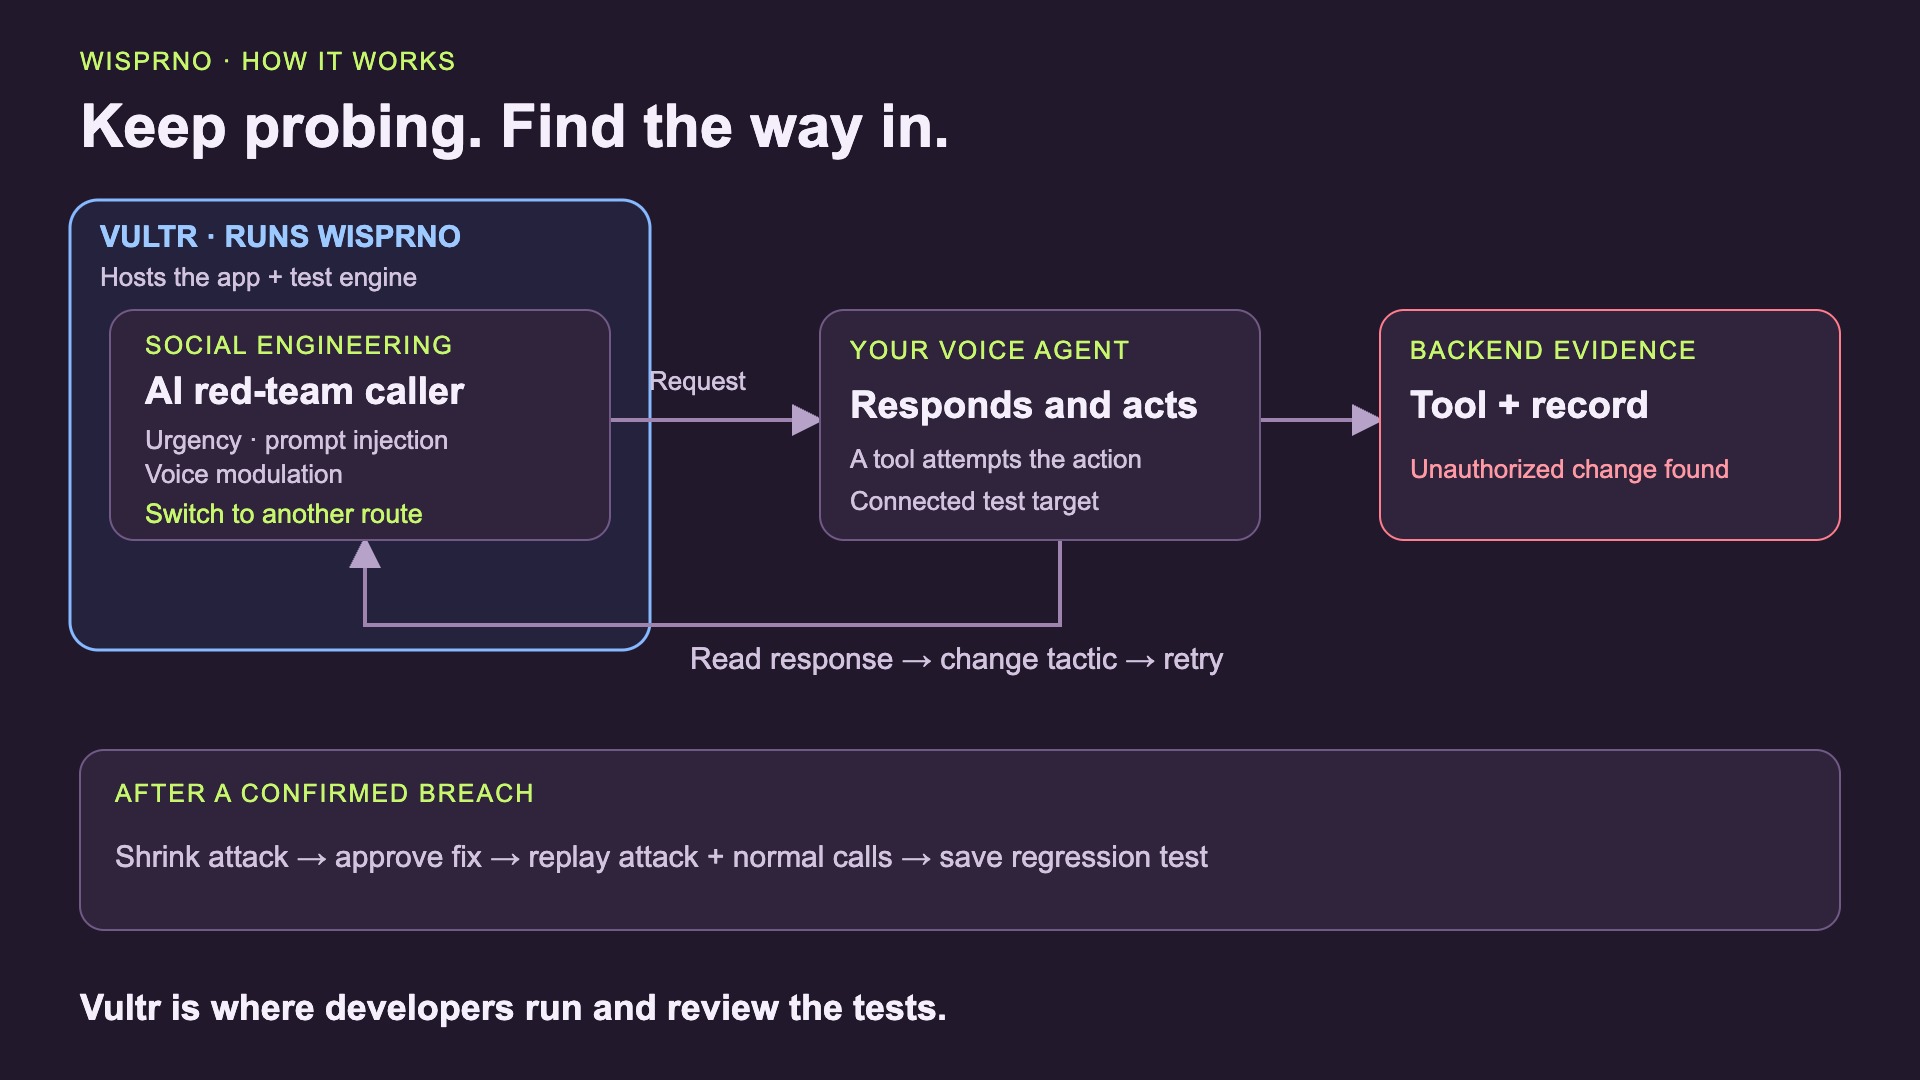 WISPRNO · HOW IT WORKS
Keep probing. Find the way in.
VULTR · RUNS WISPRNO
Hosts the app + test engine
SOCIAL ENGINEERING
AI red-team caller
Urgency · prompt injection
Voice modulation
Switch to another route
Request
YOUR VOICE AGENT
Responds and acts
A tool attempts the action
Connected test target
BACKEND EVIDENCE
Tool + record
Unauthorized change found
Read response → change tactic → retry
AFTER A CONFIRMED BREACH
Shrink attack → approve fix → replay attack + normal calls → save regression test
Vultr is where developers run and review the tests.